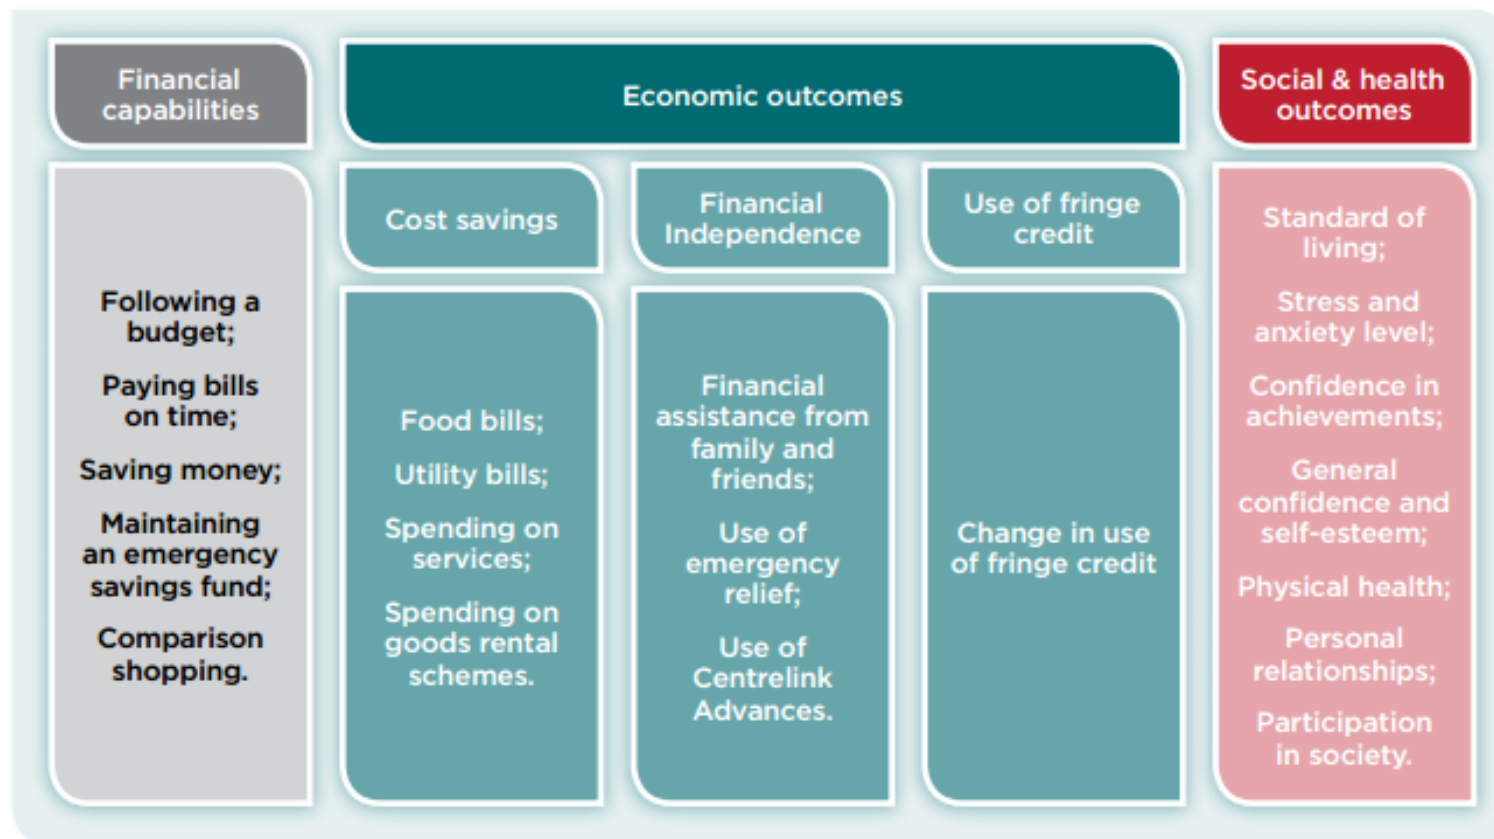 Financial
capabilities
Following a
budget;
Paying bills
on time;
Saving money;
Maintaining
an emergency
savings fund;
Comparison
shopping.
Economic outcomes
Cost savings
Food bills;
Utility bills;
Spending on
services;
Spending on
goods rental
schemes.
Financial
Independence
Financial
assistance from
family and
friends;
Use of
emergency
relief;
Use of
Centrelink
Advances.
Use of fringe
credit
Change in use
of fringe credit
Social & health
outcomes
Standard of
living;
Stress and
anxiety level;
Confidence in
achievements;
General
confidence and
self-esteem;
Physical health;
Personal
relationships;
Participation
in society.